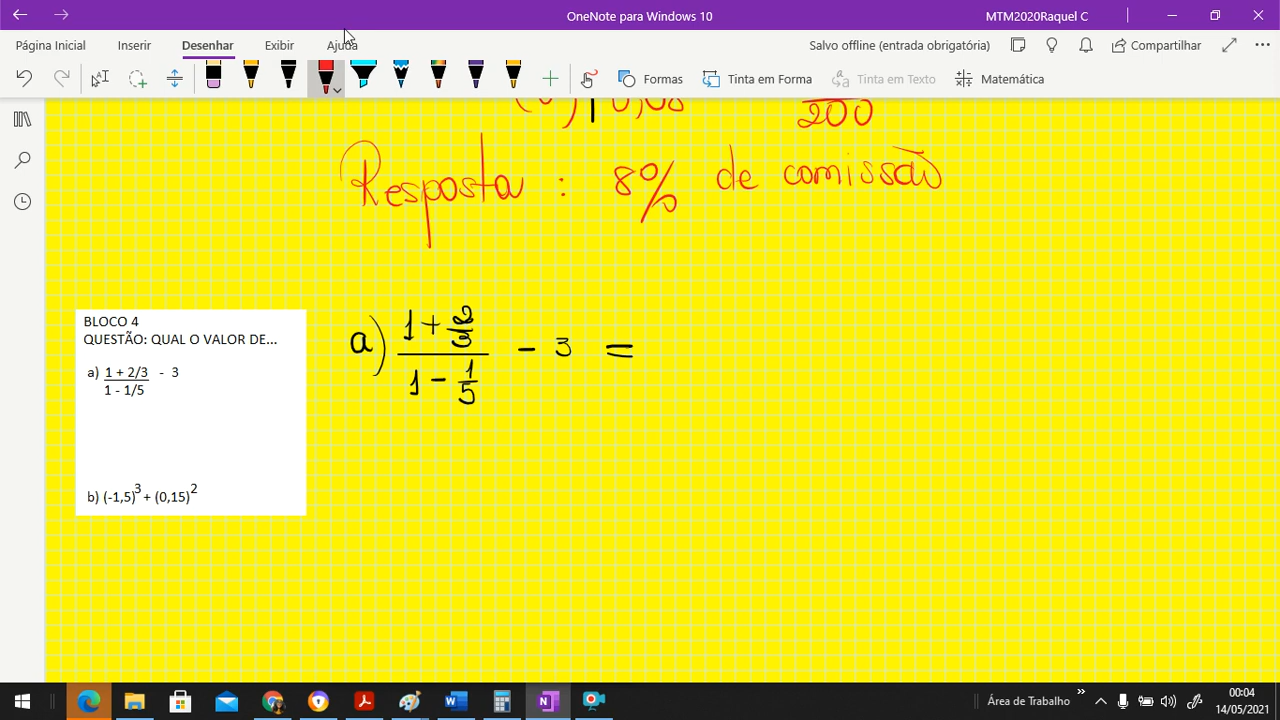 OneNote para Windows 10
MTM2020Raquel C
Página Inicial Inserir Desenhar Exibir Ajuda
Salvo offline (entrada obrigatória) Compartilhar
Formas Tinta em Forma Tinta em Texto Matemática
200
Resposta : 8% de comissão
BLOCO 4
QUESTÃO: QUAL O VALOR DE...
a) 1 + 2/3 - 3
1 - 1/5
b) (-1,5)³ + (0,15)²
a) 1 + 2/3 - 3 =
1 - 1/5
Área de Trabalho
00:04
14/05/2021